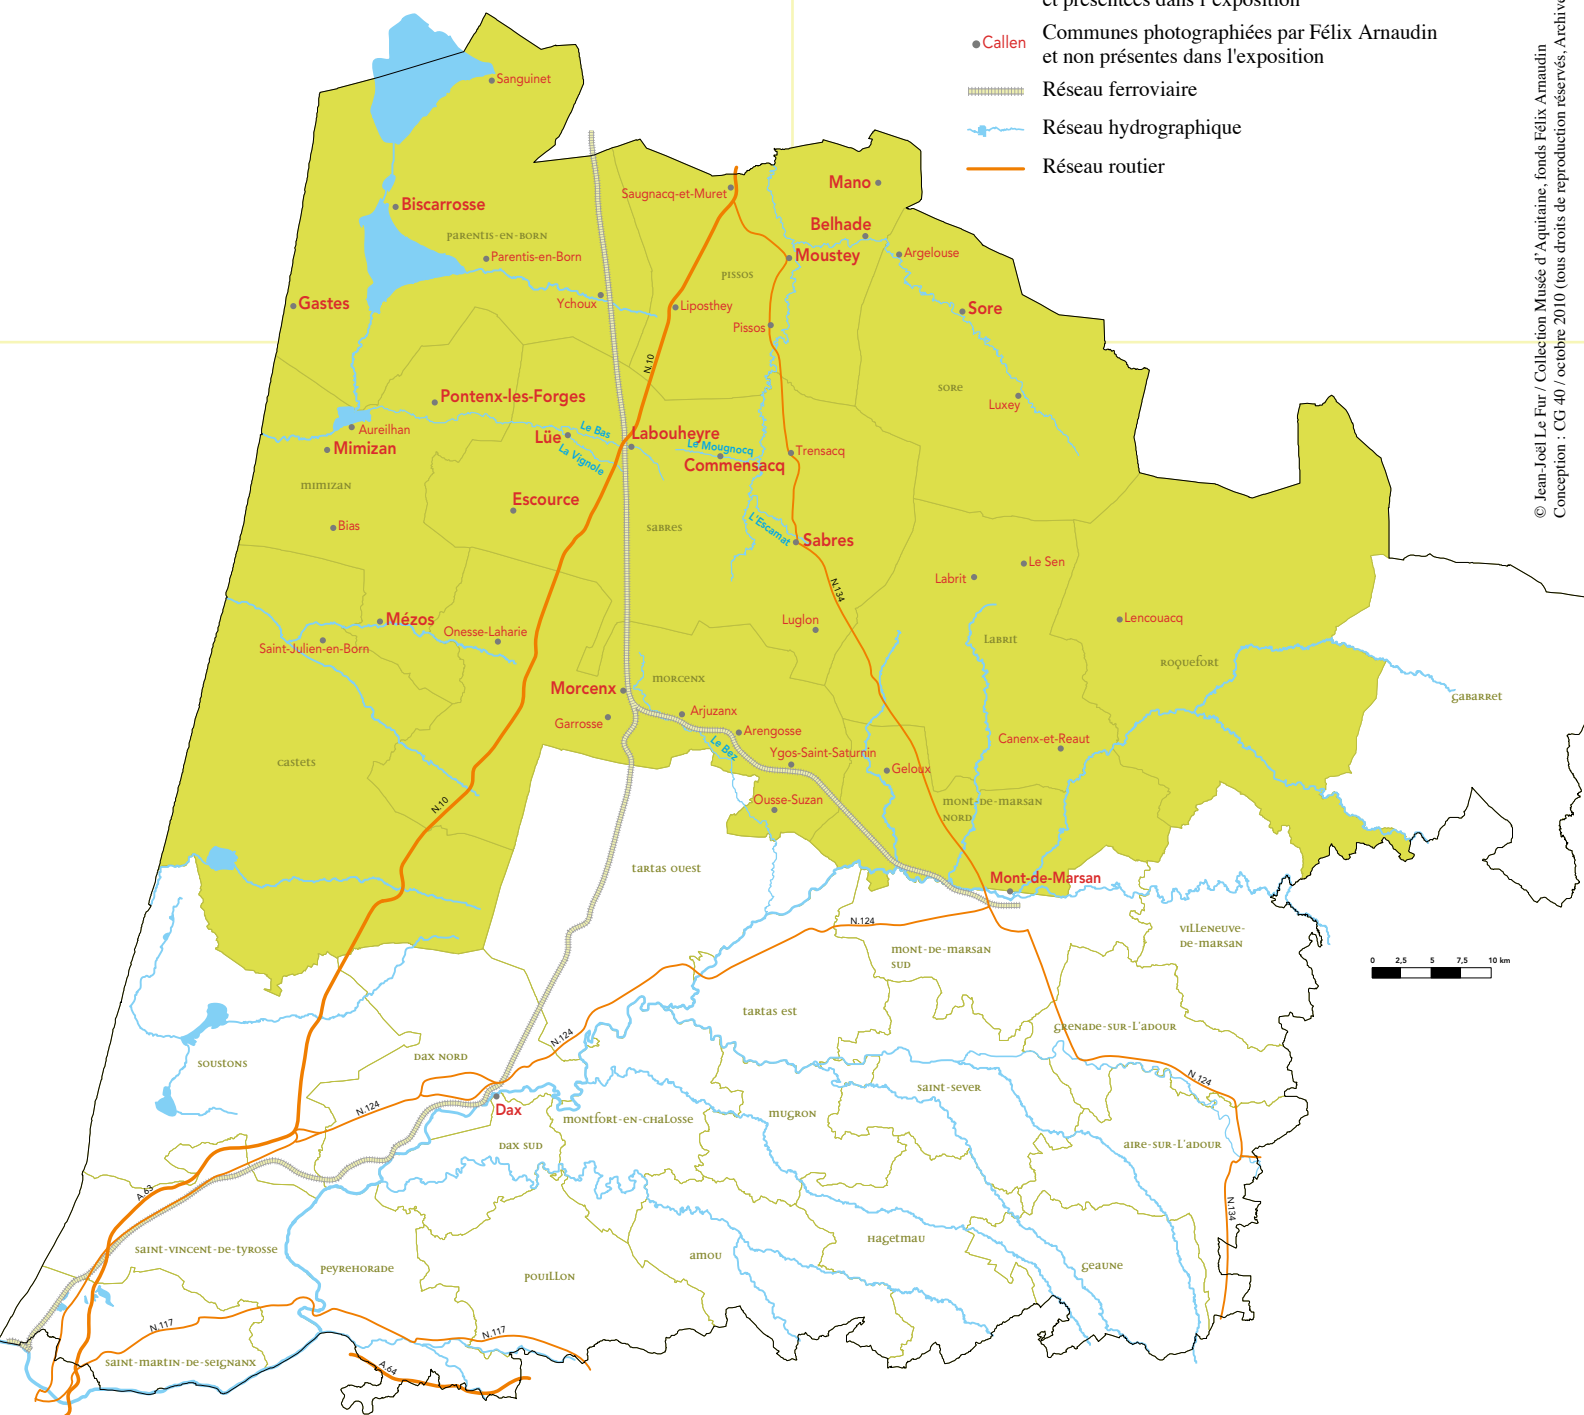 et présentées dans l'exposition
Callen
Communes photographiées par Félix Arnaudin
et non présentes dans l'exposition
Réseau ferroviaire
Réseau hydrographique
Réseau routier
© Jean-Joël Le Fur / Collection Musée d'Aquitaine, fonds Félix Arnaudin
Conception : CG 40 / octobre 2010 (tous droits de reproduction réservés, Archive
Sanguinet
Saugnacq-et-Muret
Mano
Biscarrosse
Belhade
parentis-en-born
Parentis-en-Born
Moustey
Argelouse
pissos
Gastes
Ychoux
Liposthey
Sore
Pissos
N.10
sore
Pontenx-les-Forges
Luxey
Aureilhan
Lüe
Le Bas
Labouheyre
Mimizan
La Vignole
Le Mougnocq
Commensacq
Trensacq
mimizan
Escource
Bias
sabres
L'Escamat
Sabres
Le Sen
Labrit
N.134
Mézos
Onesse-Laharie
Luglon
Lencouacq
Saint-Julien-en-Born
Labrit
roquefort
morcenx
Morcenx
gabarret
Garrosse
Arjuzanx
Arengosse
Le Bez
Ygos-Saint-Saturnin
Canenx-et-Reaut
castets
Geloux
Ousse-Suzan
mont-de-marsan
nord
N.10
tartas ouest
Mont-de-Marsan
N.124
villeneuve-
de-marsan
mont-de-marsan
sud
0 2,5 5 7,5 10 km
tartas est
grenade-sur-l'adour
N.124
soustons
dax nord
saint-sever
N.124
N.124
Dax
mugron
montfort-en-chalosse
dax sud
aire-sur-l'adour
A.63
N.134
saint-vincent-de-tyrosse
hagetmau
amou
peyrehorade
pouillon
geaune
N.117
N.117
saint-martin-de-seignanx
A.64